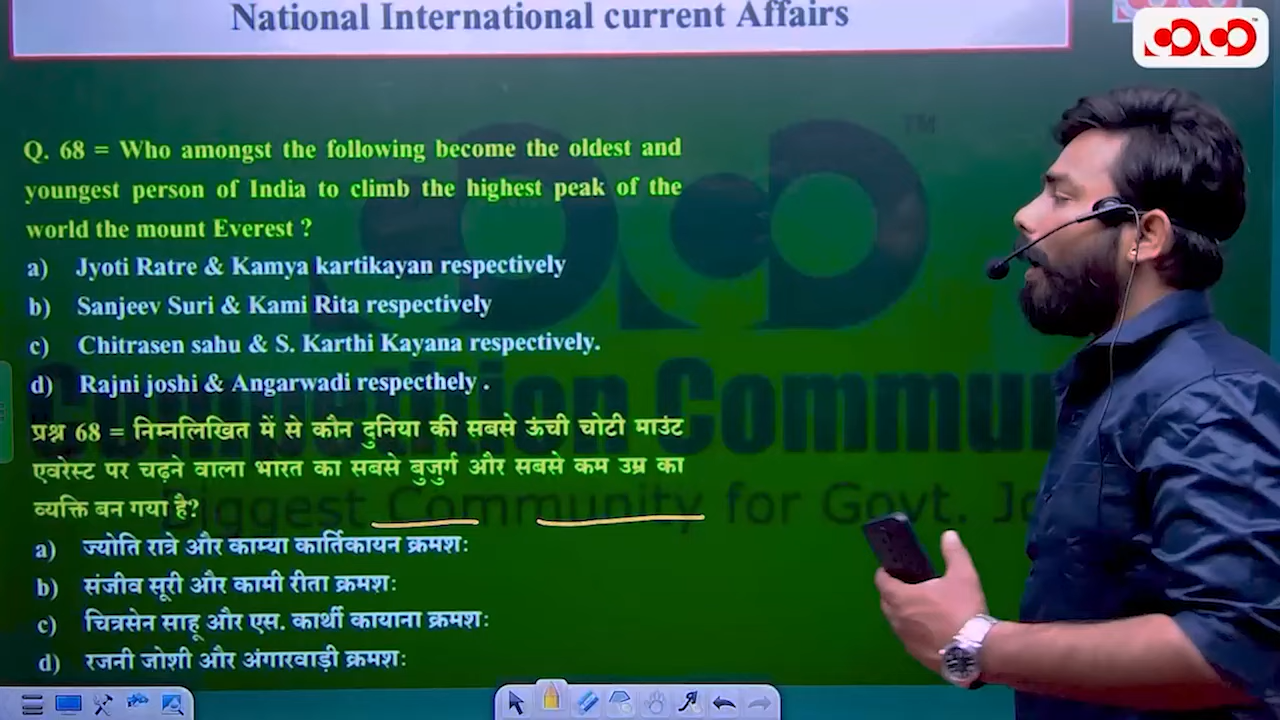 National International current Affairs
Q. 68 = Who amongst the following become the oldest and
youngest person of India to climb the highest peak of the
world the mount Everest ?
a) Jyoti Ratre & Kamya kartikayan respectively
b) Sanjeev Suri & Kami Rita respectively
c) Chitrasen sahu & S. Karthi Kayana respectively.
d) Rajni joshi & Angarwadi respecthely .
प्रश्न 68 = निम्नलिखित में से कौन दुनिया की सबसे ऊंची चोटी माउंट
एवरेस्ट पर चढ़ने वाला भारत का सबसे बुजुर्ग और सबसे कम उम्र का
व्यक्ति बन गया है?
a) ज्योति रात्रे और काम्या कार्तिकायन क्रमशः
b) संजीव सूरी और कामी रीता क्रमशः
c) चित्रसेन साहू और एस. कार्थी कायाना क्रमशः
d) रजनी जोशी और अंगारवाड़ी क्रमशः
TM
Competition Commun
Biggest Community for Govt. Jo